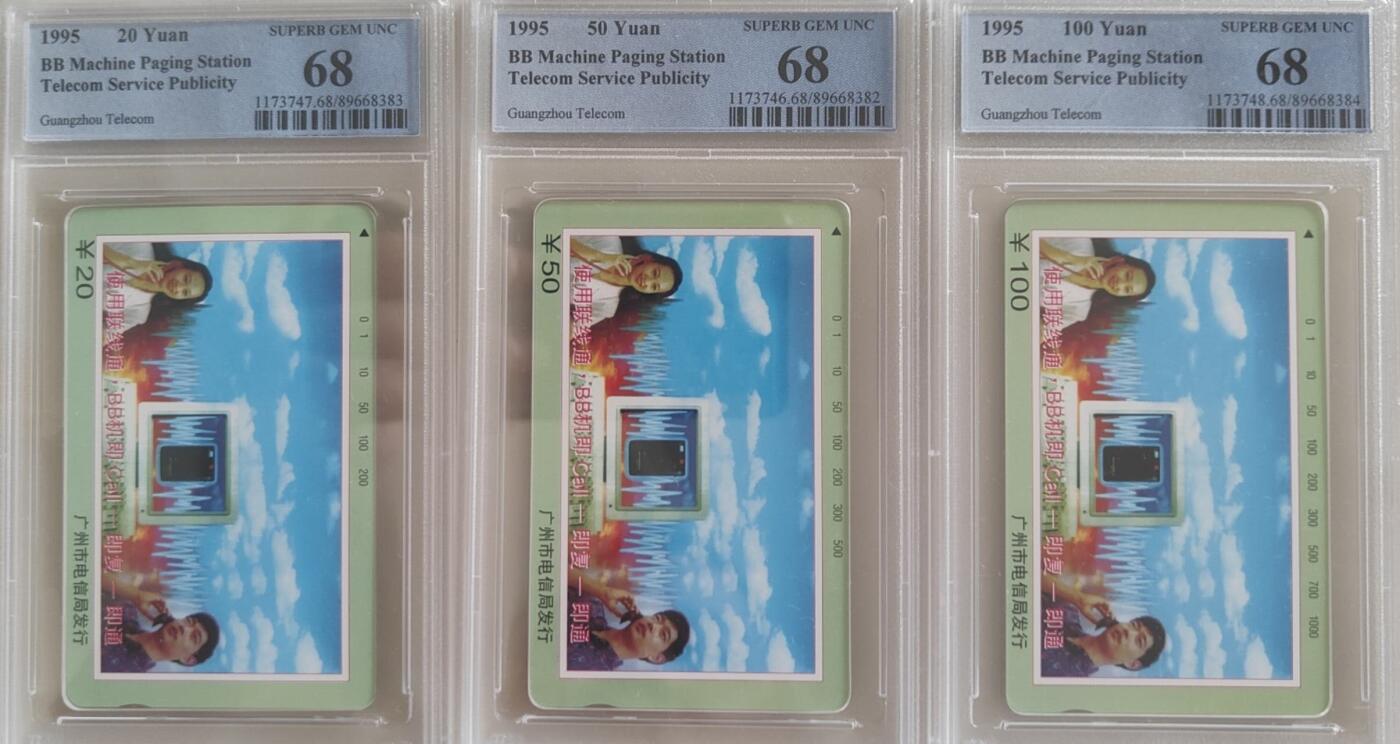 1995 20 Yuan SUPERB GEM UNC
BB Machine Paging Station
Telecom Service Publicity
68
1173747.68/89668383
Guangzhou Telecom
¥20
使用联线通，BB机即Call 一 即复 一 即通
0 1 10 50 100 200
广州市电信局发行
1995 50 Yuan SUPERB GEM UNC
BB Machine Paging Station
Telecom Service Publicity
68
1173746.68/89668382
Guangzhou Telecom
¥50
使用联线通，BB机即Call 一 即复 一 即通
0 1 10 50 100 200 300 500
广州市电信局发行
1995 100 Yuan SUPERB GEM UNC
BB Machine Paging Station
Telecom Service Publicity
68
1173748.68/89668384
Guangzhou Telecom
¥100
使用联线通，BB机即Call 一 即复 一 即通
0 1 10 50 100 200 300 500 700 1000
广州市电信局发行